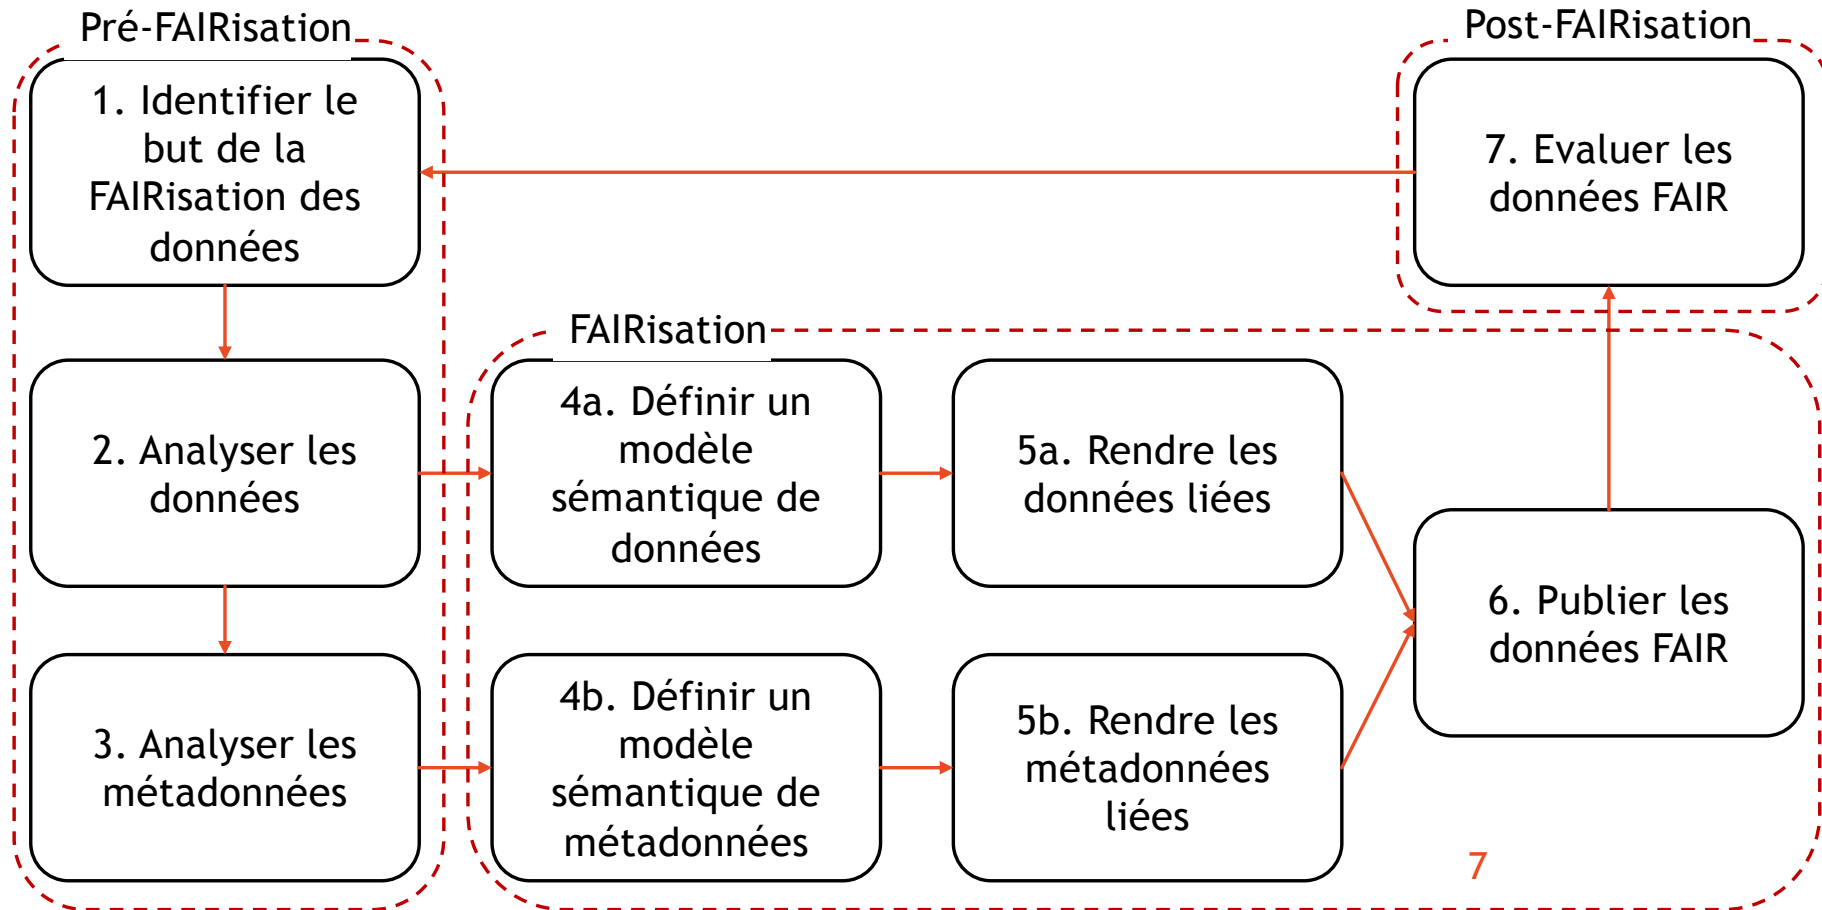 Pré-FAIRisation
1. Identifier le
but de la
FAIRisation des
données
2. Analyser les
données
3. Analyser les
métadonnées
FAIRisation
4a. Définir un
modèle
sémantique de
données
5a. Rendre les
données liées
4b. Définir un
modèle
sémantique de
métadonnées
5b. Rendre les
métadonnées
liées
6. Publier les
données FAIR
Post-FAIRisation
7. Evaluer les
données FAIR
7